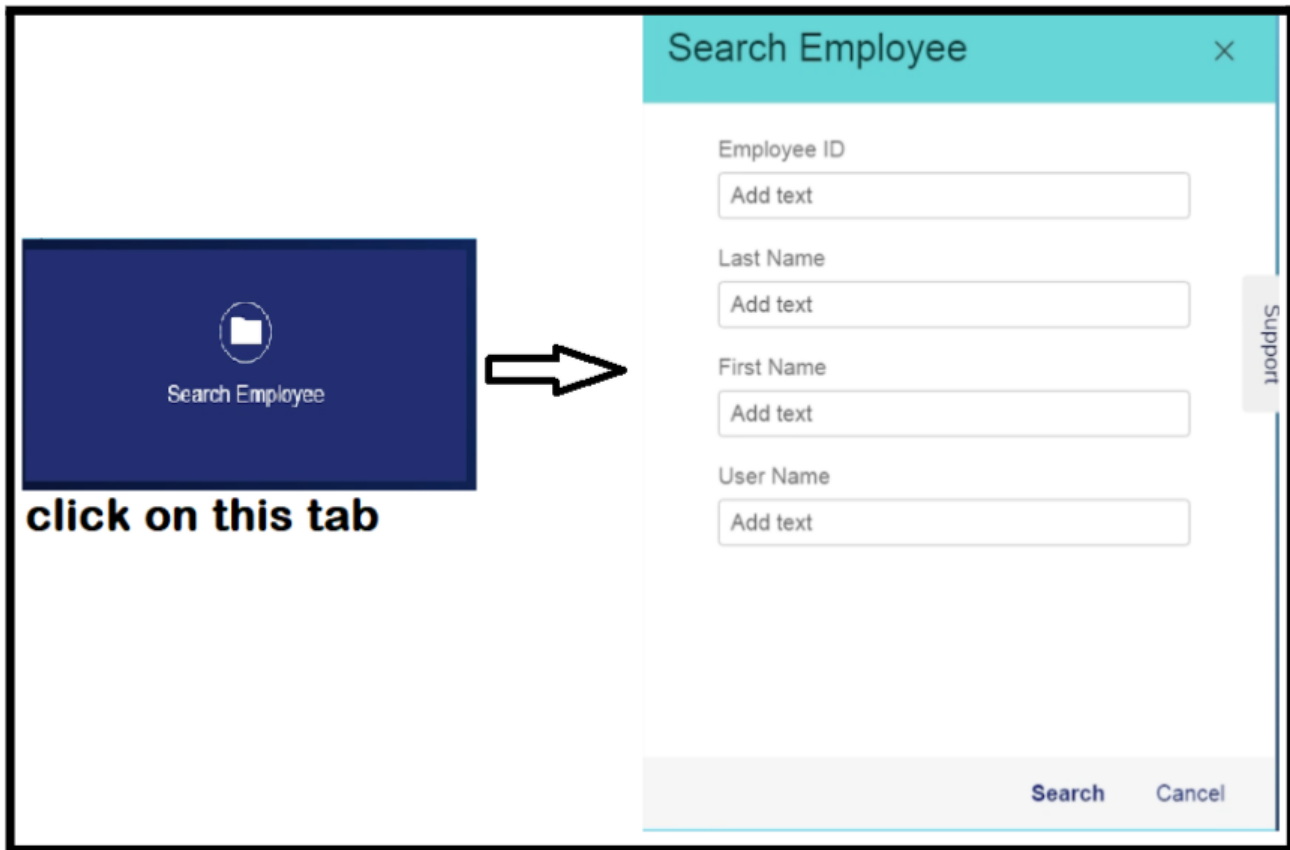 Search Employee
click on this tab
Search Employee
Employee ID
Add text
Last Name
Add text
First Name
Add text
User Name
Add text
Support
Search Cancel